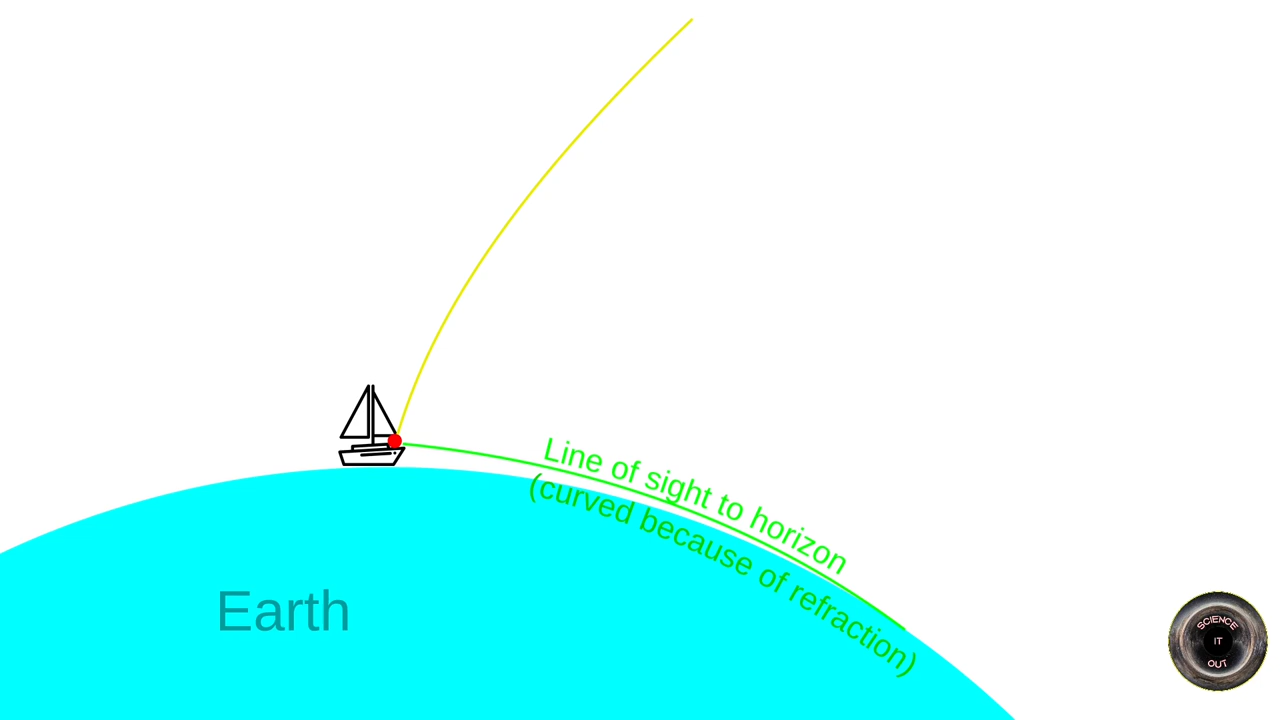 Line of sight to horizon
(curved because of refraction)
Earth
SCIENCE
IT
OUT